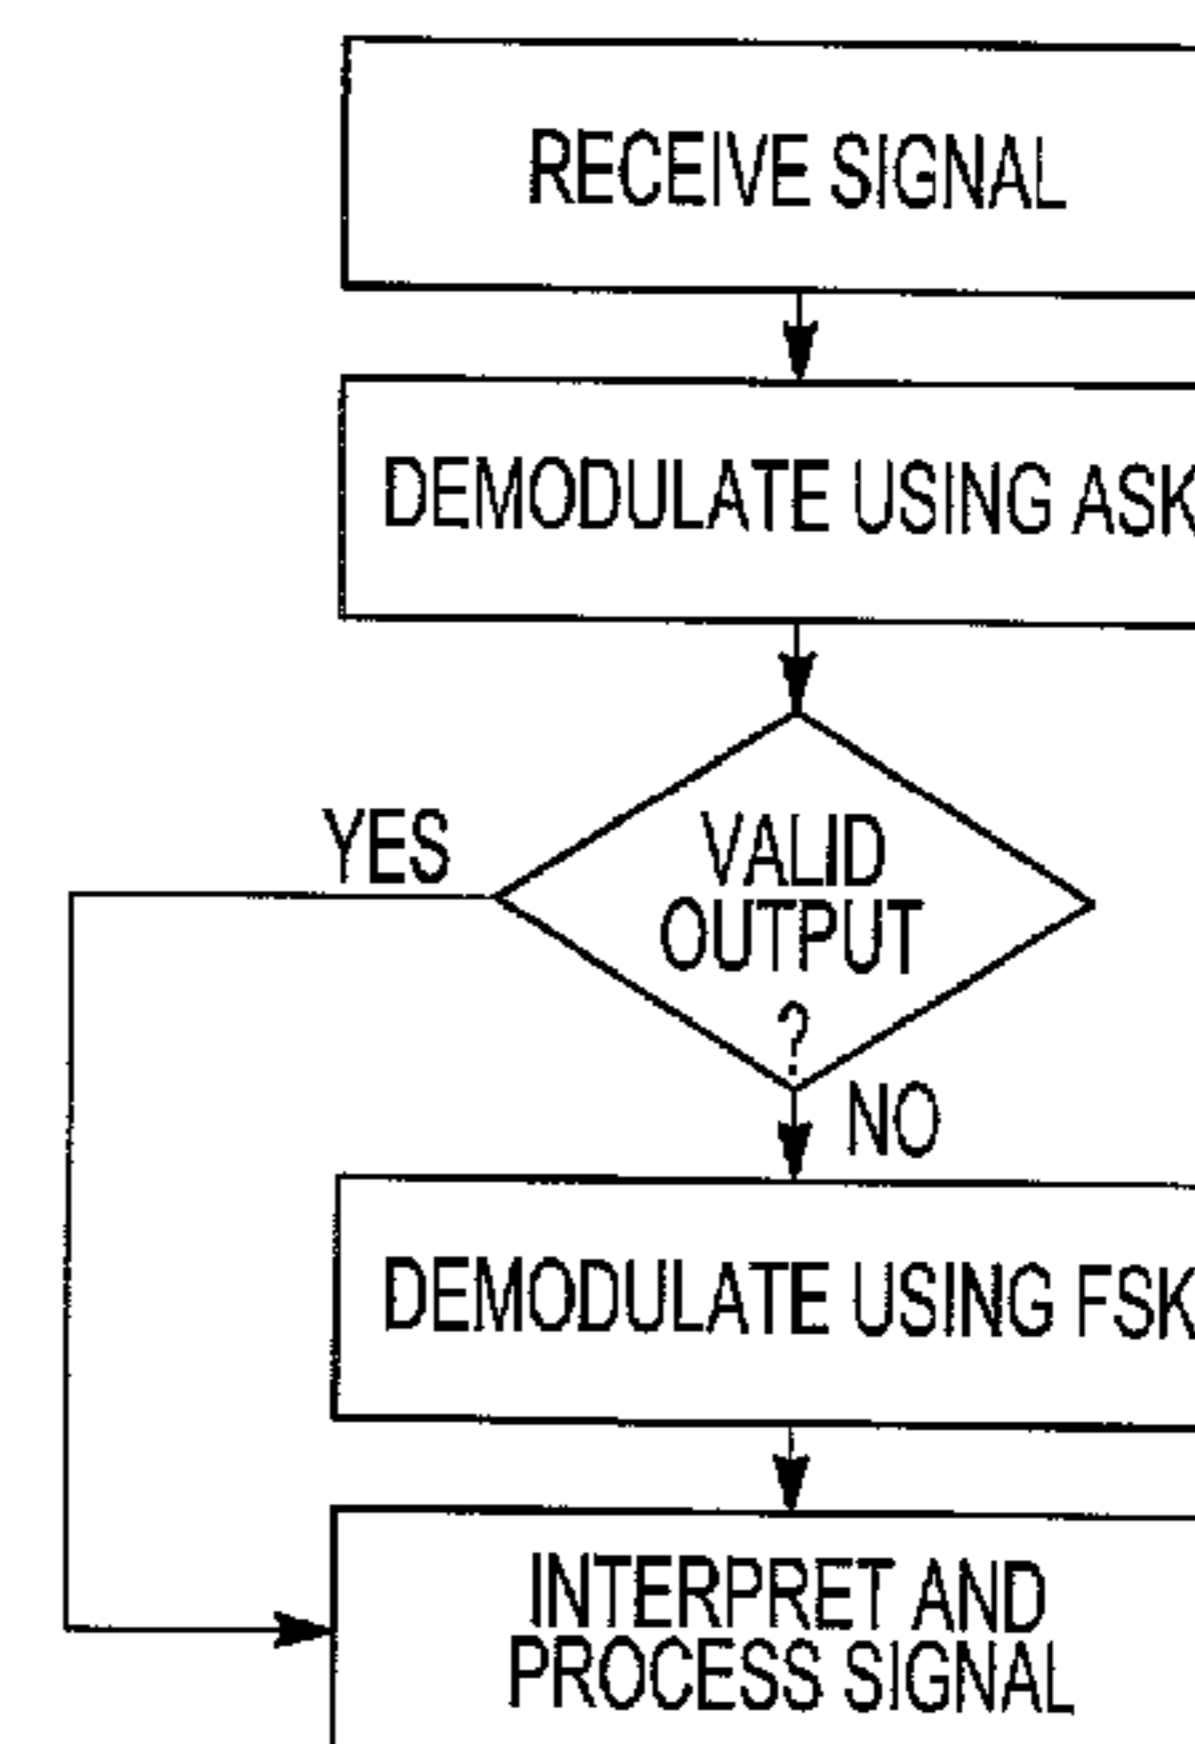 RECEIVE SIGNAL
DEMODULATE USING ASK
YES
VALID
OUTPUT
?
NO
DEMODULATE USING FSK
INTERPRET AND
PROCESS SIGNAL